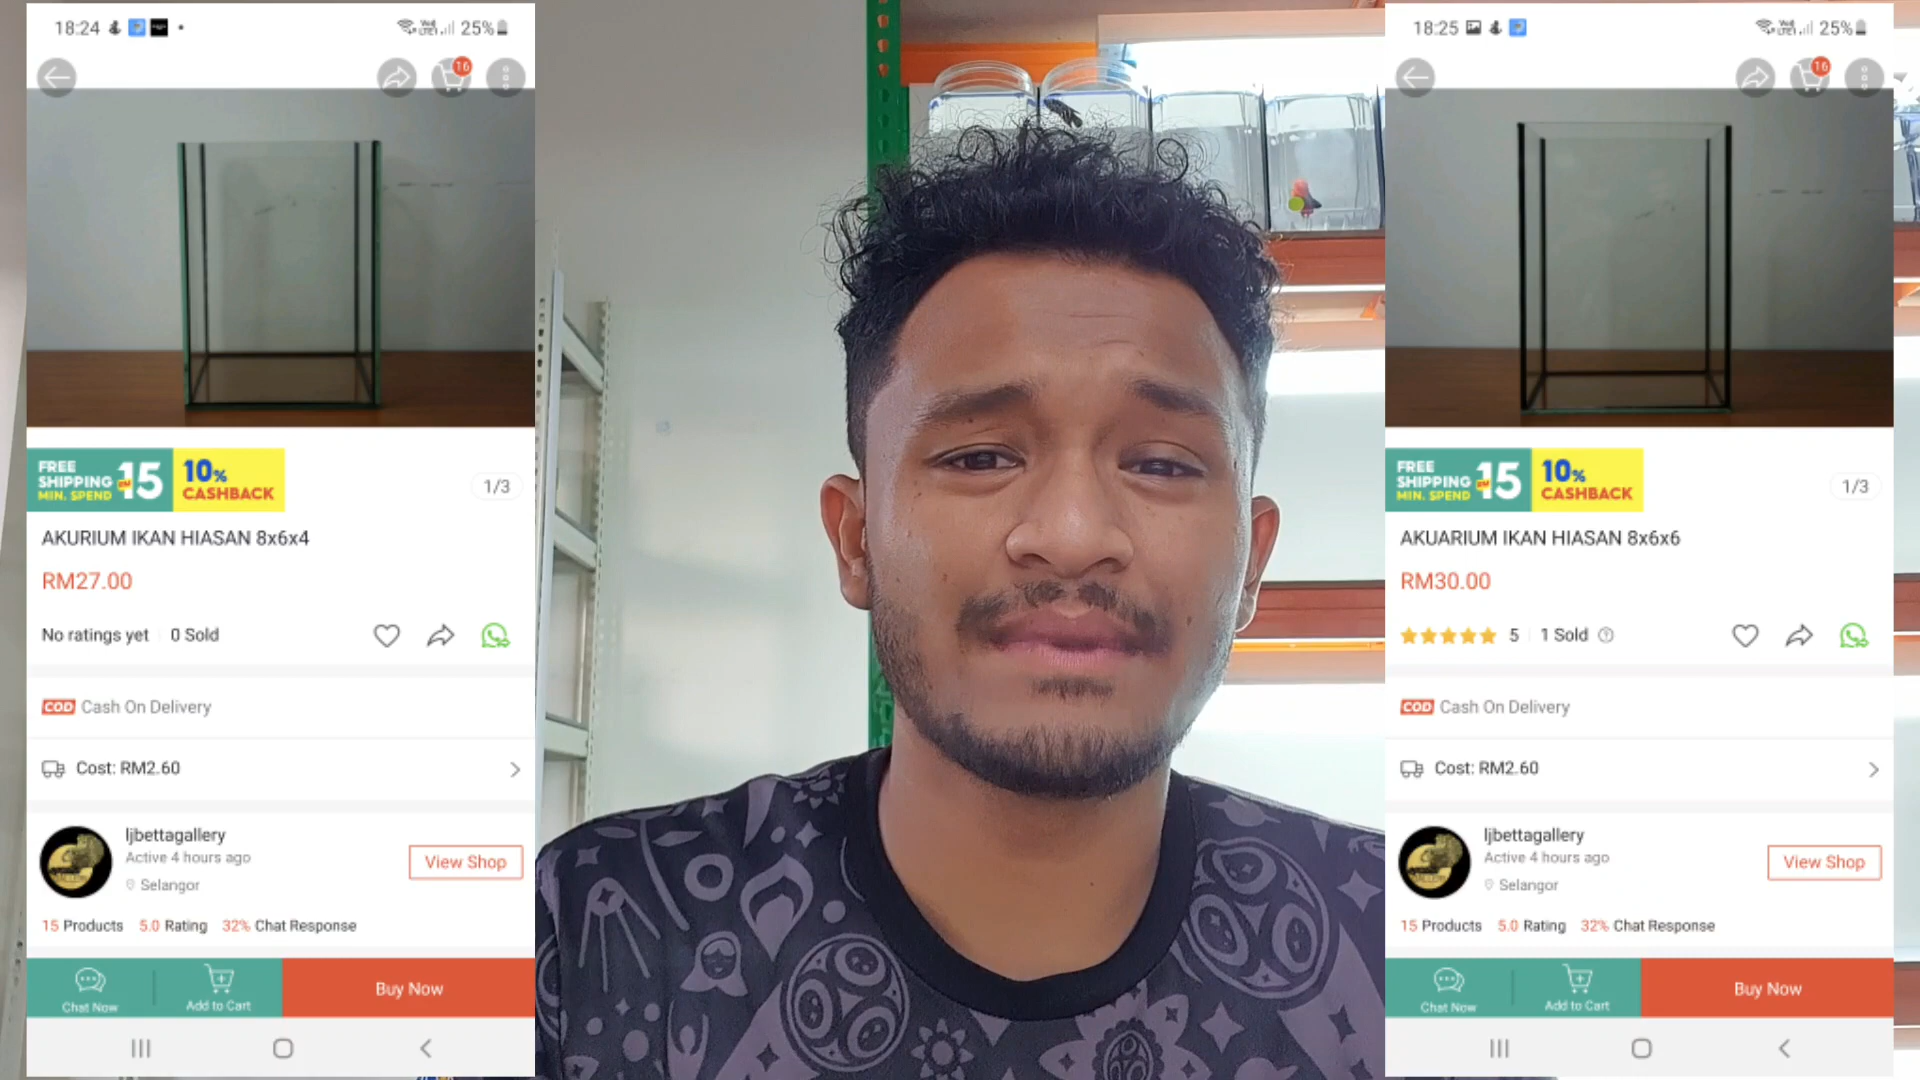 18:24
25%
16
FREE
SHIPPING
MIN. SPEND
RM
15
10%
CASHBACK
1/3
AKURIUM IKAN HIASAN 8x6x4
RM27.00
No ratings yet
0 Sold
COD Cash On Delivery
Cost: RM2.60
ljbettagallery
Active 4 hours ago
Selangor
View Shop
15 Products 5.0 Rating 32% Chat Response
Chat Now
Add to Cart
Buy Now
18:25
25%
16
FREE
SHIPPING
MIN. SPEND
RM
15
10%
CASHBACK
1/3
AKUARIUM IKAN HIASAN 8x6x6
RM30.00
5
1 Sold
COD Cash On Delivery
Cost: RM2.60
ljbettagallery
Active 4 hours ago
Selangor
View Shop
15 Products 5.0 Rating 32% Chat Response
Chat Now
Add to Cart
Buy Now